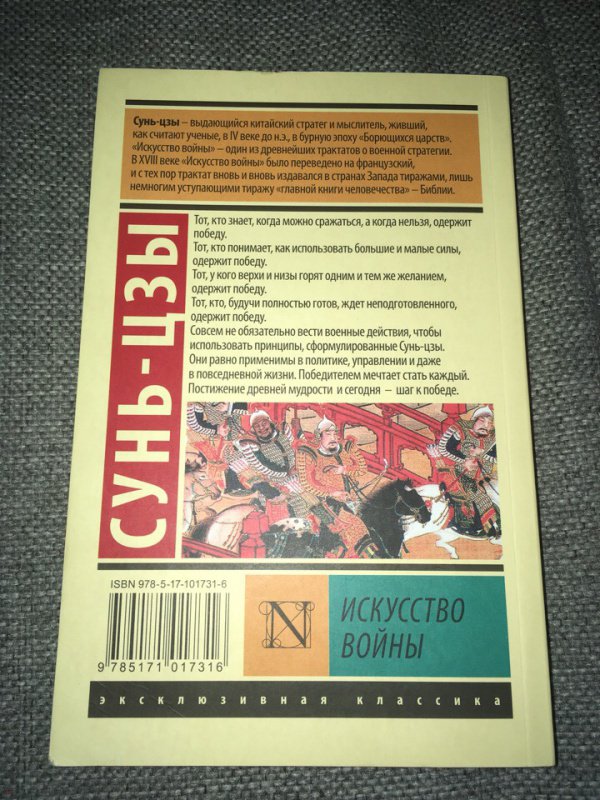 Сунь-цзы – выдающийся китайский стратег и мыслитель, живший,
как считают ученые, в IV веке до н.э., в бурную эпоху «Борющихся царств».
«Искусство войны» – один из древнейших трактатов о военной стратегии.
В XVIII веке «Искусство войны» было переведено на французский,
и с тех пор трактат вновь и вновь издавался в странах Запада тиражами, лишь
немногим уступающими тиражу «главной книги человечества» – Библии.
СУНЬ-ЦЗЫ
Тот, кто знает, когда можно сражаться, а когда нельзя, одержит
победу.
Тот, кто понимает, как использовать большие и малые силы,
одержит победу.
Тот, у кого верхи и низы горят одним и тем же желанием,
одержит победу.
Тот, кто, будучи полностью готов, ждет неподготовленного,
одержит победу.
Совсем не обязательно вести военные действия, чтобы
использовать принципы, сформулированные Сунь-цзы.
Они равно применимы в политике, управлении и даже
в повседневной жизни. Победителем мечтает стать каждый.
Постижение древней мудрости и сегодня – шаг к победе.
ISBN 978-5-17-101731-6
9 785171 017316
N
ИСКУССТВО
ВОЙНЫ
эксклюзивная классика